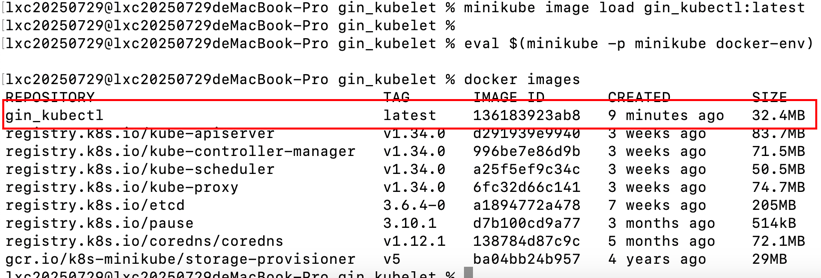 [lxc20250729@lxc20250729deMacBook-Pro gin_kubelet % minikube image load gin_kubectl:latest
[lxc20250729@lxc20250729deMacBook-Pro gin_kubelet %
[lxc20250729@lxc20250729deMacBook-Pro gin_kubelet % eval $(minikube -p minikube docker-env)
[lxc20250729@lxc20250729deMacBook-Pro gin_kubelet % docker images
REPOSITORY TAG IMAGE ID CREATED SIZE
gin_kubectl latest 136183923ab8 9 minutes ago 32.4MB
registry.k8s.io/kube-apiserver v1.34.0 d291939e9940 3 weeks ago 83.7MB
registry.k8s.io/kube-controller-manager v1.34.0 996be7e86d9b 3 weeks ago 71.5MB
registry.k8s.io/kube-scheduler v1.34.0 a25f5ef9c34c 3 weeks ago 50.5MB
registry.k8s.io/kube-proxy v1.34.0 6fc32d66c141 3 weeks ago 74.7MB
registry.k8s.io/etcd 3.6.4-0 a1894772a478 7 weeks ago 205MB
registry.k8s.io/pause 3.10.1 d7b100cd9a77 3 months ago 514kB
registry.k8s.io/coredns/coredns v1.12.1 138784d87c9c 5 months ago 72.1MB
gcr.io/k8s-minikube/storage-provisioner v5 ba04bb24b957 4 years ago 29MB
lxc20250729@lxc20250729deMacBook-Pro gin_kubelet %